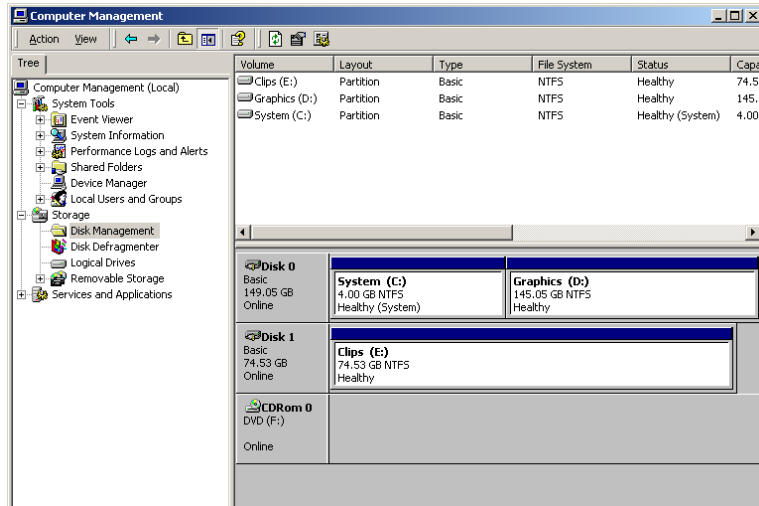 Computer Management
Action View
Tree
Computer Management (Local)
System Tools
Event Viewer
System Information
Performance Logs and Alerts
Shared Folders
Device Manager
Local Users and Groups
Storage
Disk Management
Disk Defragmenter
Logical Drives
Removable Storage
Services and Applications
Volume Layout Type File System Status Capa
Clips (E:) Partition Basic NTFS Healthy 74.5
Graphics (D:) Partition Basic NTFS Healthy 145.
System (C:) Partition Basic NTFS Healthy (System) 4.00
Disk 0
Basic
149.05 GB
Online
System (C:)
4.00 GB NTFS
Healthy (System)
Graphics (D:)
145.05 GB NTFS
Healthy
Disk 1
Basic
74.53 GB
Online
Clips (E:)
74.53 GB NTFS
Healthy
CDRom 0
DVD (F:)
Online